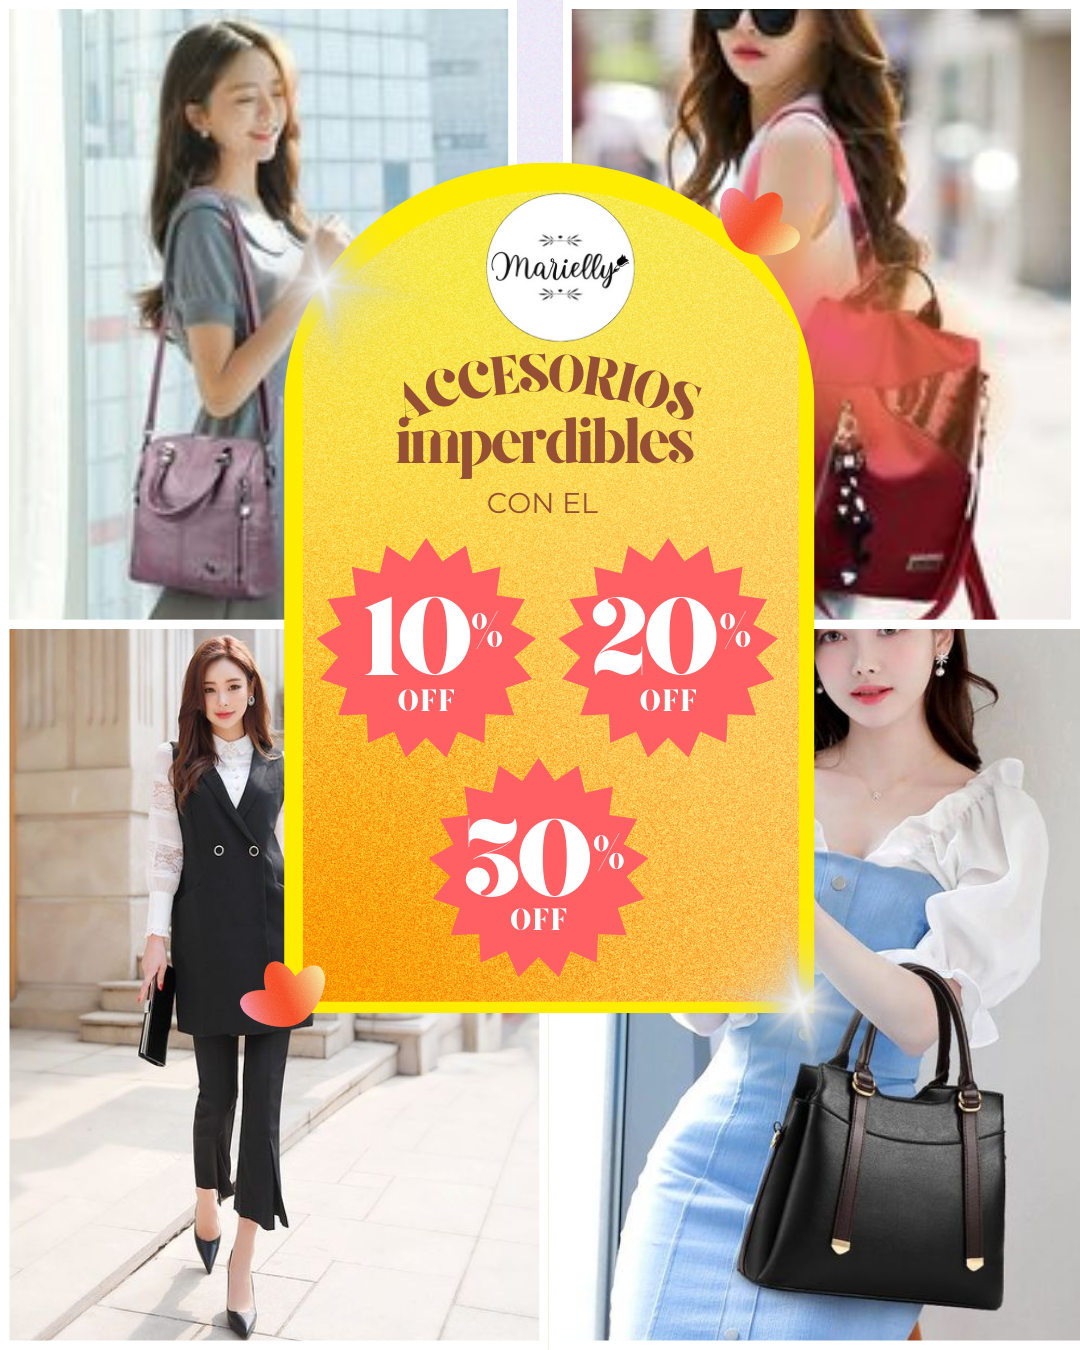 Marielly
ACCESORIOS
imperdibles
CON EL
10%
OFF
20%
OFF
30%
OFF